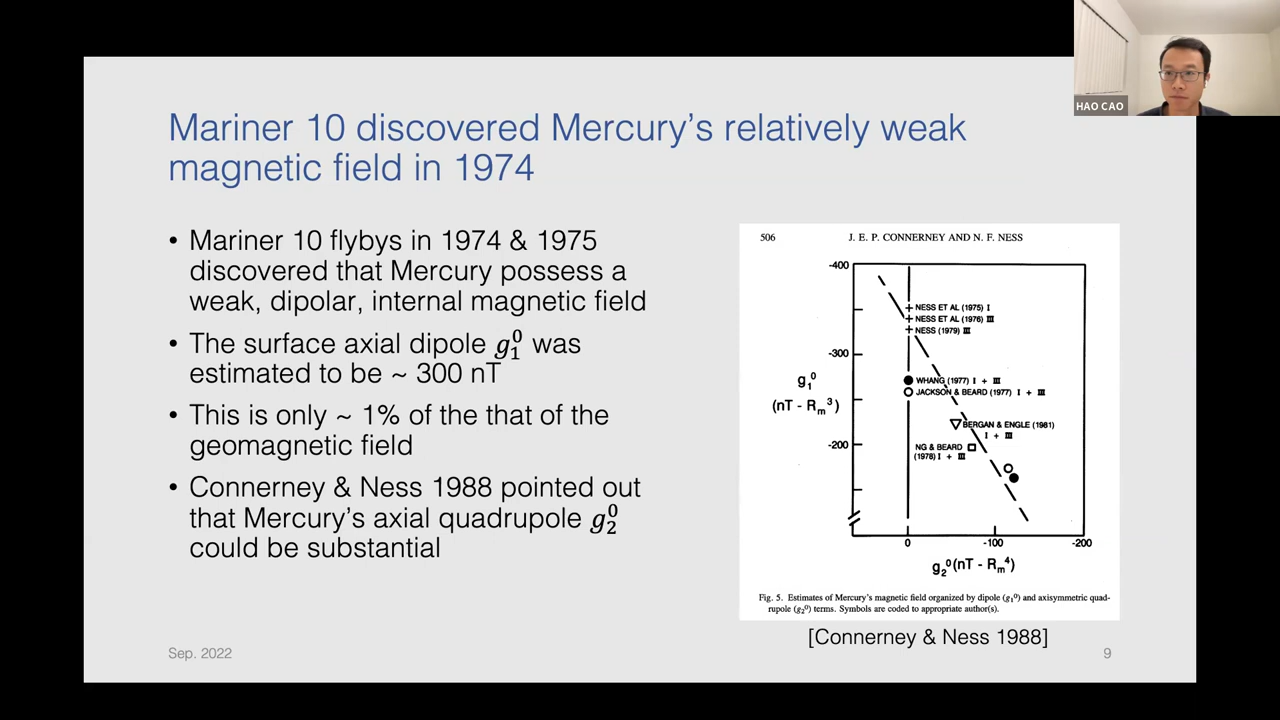 HAO CAO
Mariner 10 discovered Mercury's relatively weak
magnetic field in 1974
• Mariner 10 flybys in 1974 & 1975
discovered that Mercury possess a
weak, dipolar, internal magnetic field
• The surface axial dipole g₁⁰ was
estimated to be ~ 300 nT
• This is only ~ 1% of the that of the
geomagnetic field
• Connerney & Ness 1988 pointed out
that Mercury's axial quadrupole g₂⁰
could be substantial
506 J. E. P. CONNERNEY AND N. F. NESS
-400
NESS ET AL (1975) I
NESS ET AL (1976) III
NESS (1979) III
-300
g₁⁰
(nT - Rm³)
WHANG (1977) I + III
JACKSON & BEARD (1977) I + III
BERGAN & ENGLE (1981)
I + III
-200
NG & BEARD
(1978) I + III
0 -100 -200
g₂⁰(nT - Rm⁴)
Fig. 5. Estimates of Mercury's magnetic field organized by dipole (g₁⁰) and axisymmetric quad-
rupole (g₂⁰) terms. Symbols are coded to appropriate author(s).
[Connerney & Ness 1988]
Sep. 2022
9